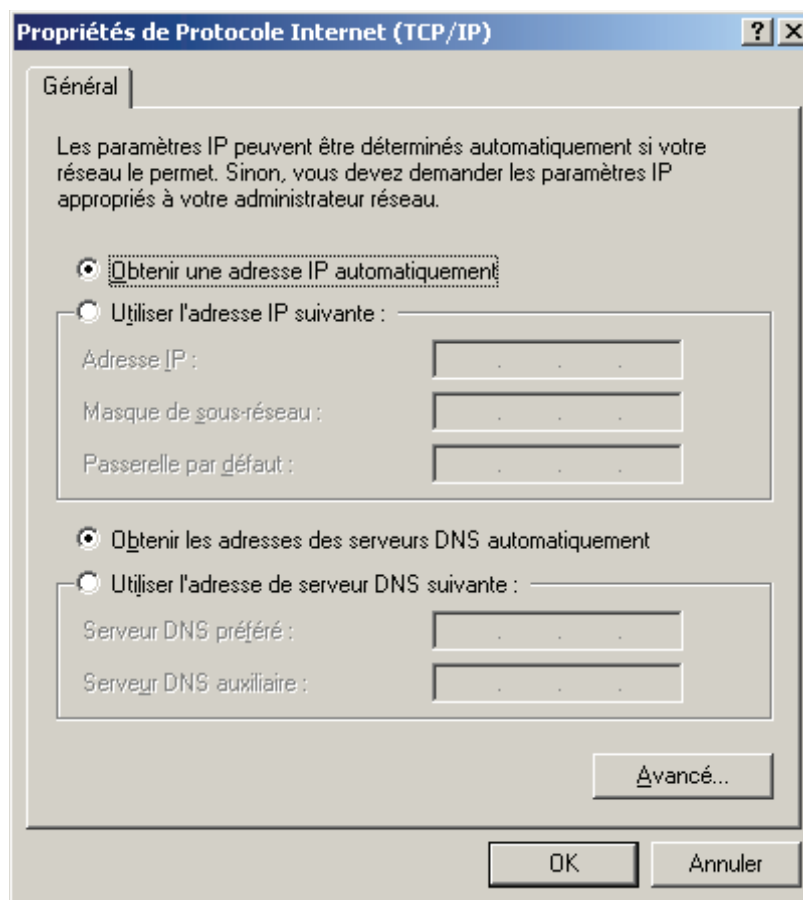 Propriétés de Protocole Internet (TCP/IP)
Général
Les paramètres IP peuvent être déterminés automatiquement si votre
réseau le permet. Sinon, vous devez demander les paramètres IP
appropriés à votre administrateur réseau.
Obtenir une adresse IP automatiquement
Utiliser l'adresse IP suivante :
Adresse IP :
Masque de sous-réseau :
Passerelle par défaut :
Obtenir les adresses des serveurs DNS automatiquement
Utiliser l'adresse de serveur DNS suivante :
Serveur DNS préféré :
Serveur DNS auxiliaire :
Avancé...
OK Annuler